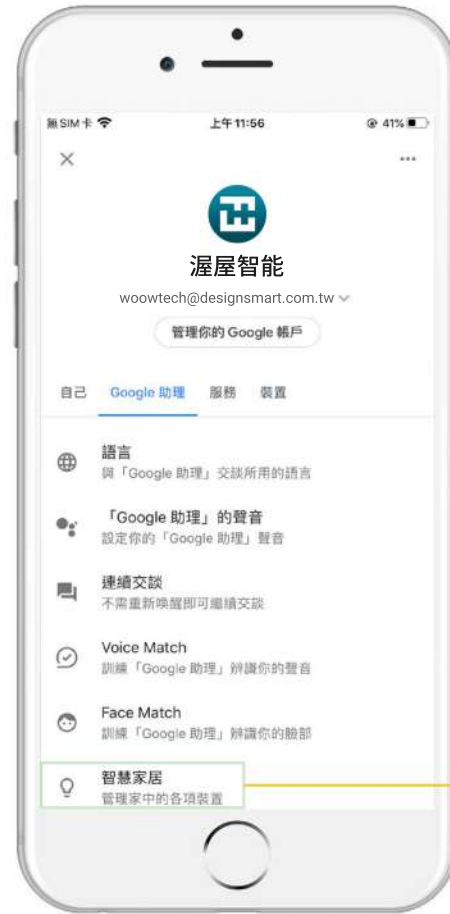 無SIM卡
上午11:56
41%
渥屋智能
woowtech@designsmart.com.tw
管理你的 Google 帳戶
自己 Google 助理 服務 裝置
語言
與「Google 助理」交談所用的語言
「Google 助理」的聲音
設定你的「Google 助理」聲音
連續交談
不需重新喚醒即可繼續交談
Voice Match
訓練「Google 助理」辨識你的聲音
Face Match
訓練「Google 助理」辨識你的臉部
智慧家居
管理家中的各項裝置